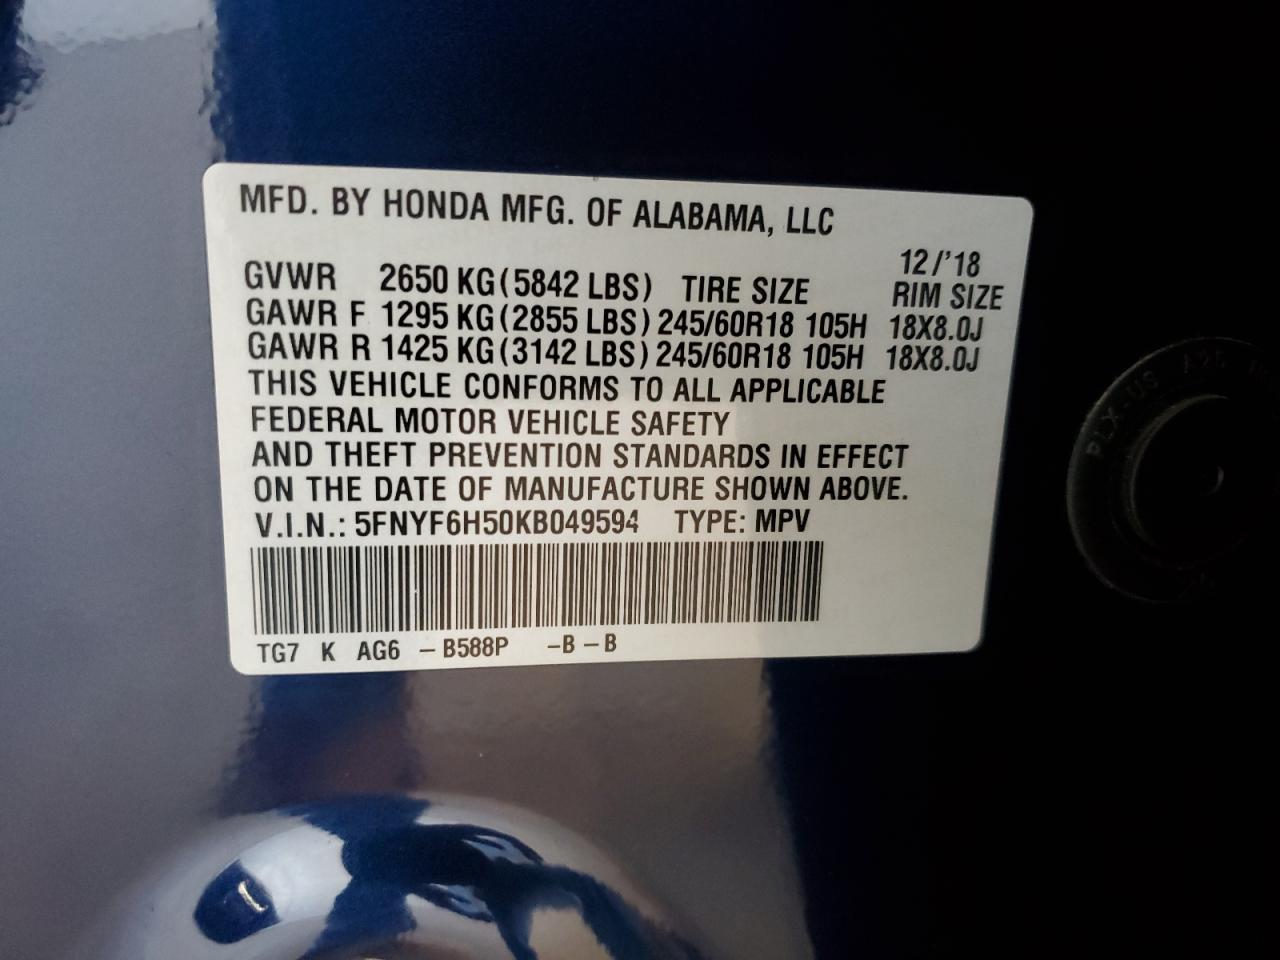 MFD. BY HONDA MFG. OF ALABAMA, LLC
12/'18
GVWR 2650 KG(5842 LBS) TIRE SIZE RIM SIZE
GAWR F 1295 KG(2855 LBS) 245/60R18 105H 18X8.0J
GAWR R 1425 KG(3142 LBS) 245/60R18 105H 18X8.0J
THIS VEHICLE CONFORMS TO ALL APPLICABLE
FEDERAL MOTOR VEHICLE SAFETY
AND THEFT PREVENTION STANDARDS IN EFFECT
ON THE DATE OF MANUFACTURE SHOWN ABOVE.
V.I.N.: 5FNYF6H50KB049594 TYPE: MPV
TG7 K AG6 - B588P -B - B
PLX-US